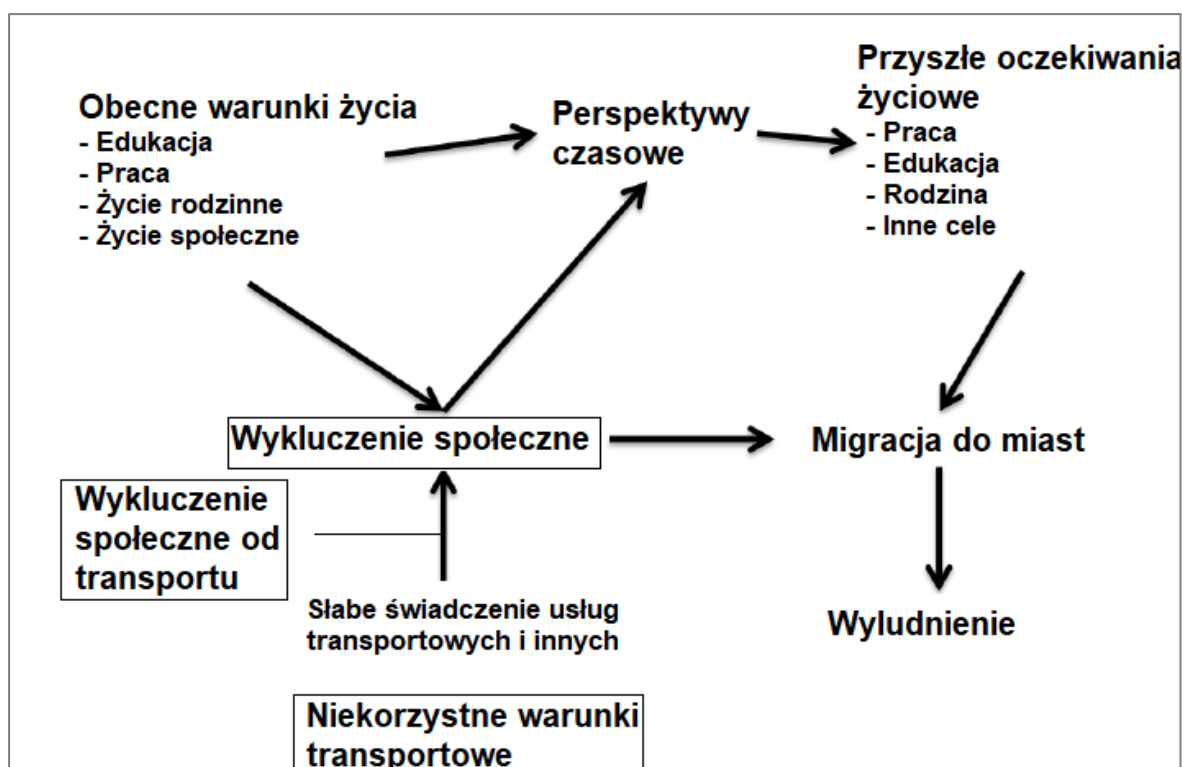 Obecne warunki życia
- Edukacja
- Praca
- Życie rodzinne
- Życie społeczne
Perspektywy
czasowe
Przyszłe oczekiwania
życiowe
- Praca
- Edukacja
- Rodzina
- Inne cele
Wykluczenie społeczne
Migracja do miast
Wykluczenie
społeczne od
transportu
Słabe świadczenie usług
transportowych i innych
Wyludnienie
Niekorzystne warunki
transportowe